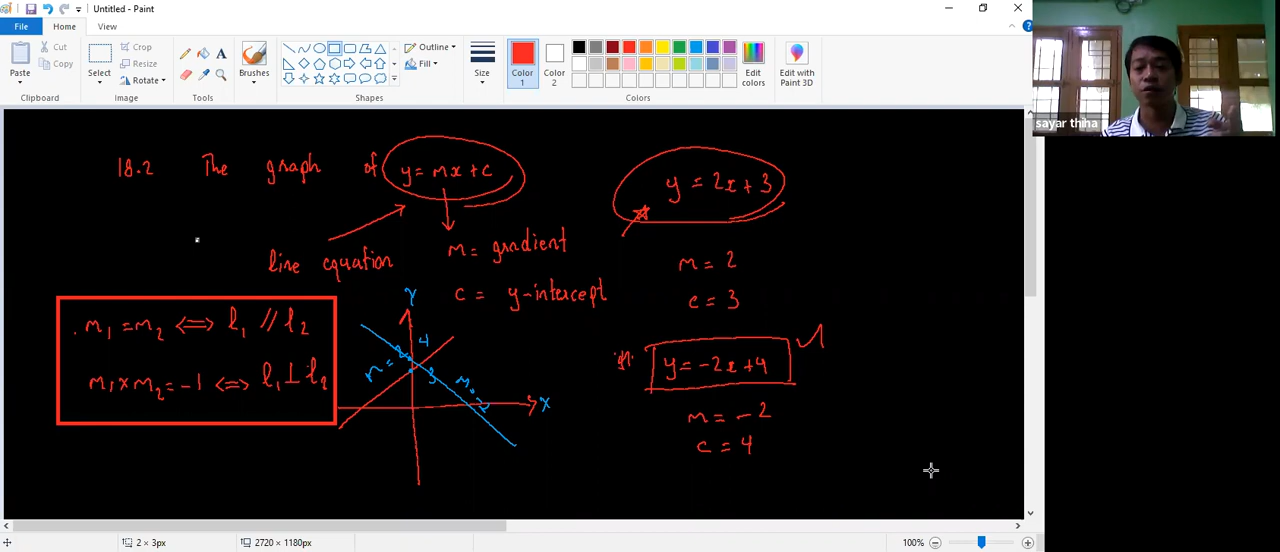 Untitled - Paint
File
Home
View
Paste
Cut
Copy
Clipboard
Select
Crop
Resize
Rotate
Image
Tools
Brushes
Outline
Fill
Shapes
Size
Color 1
Color 2
Edit colors
Colors
Edit with Paint 3D
sayar thiha
18.2 The graph of y = mx + c
line equation
m = gradient
c = y-intercept
m₁ = m₂ ⇔ l₁ // l₂
m₁ × m₂ = -1 ⇔ l₁ ⊥ l₂
Y
4
3
X
y = 2x + 3
m = 2
c = 3
y = -2x + 4
m = -2
c = 4
2 × 3px
2720 × 1180px
100%